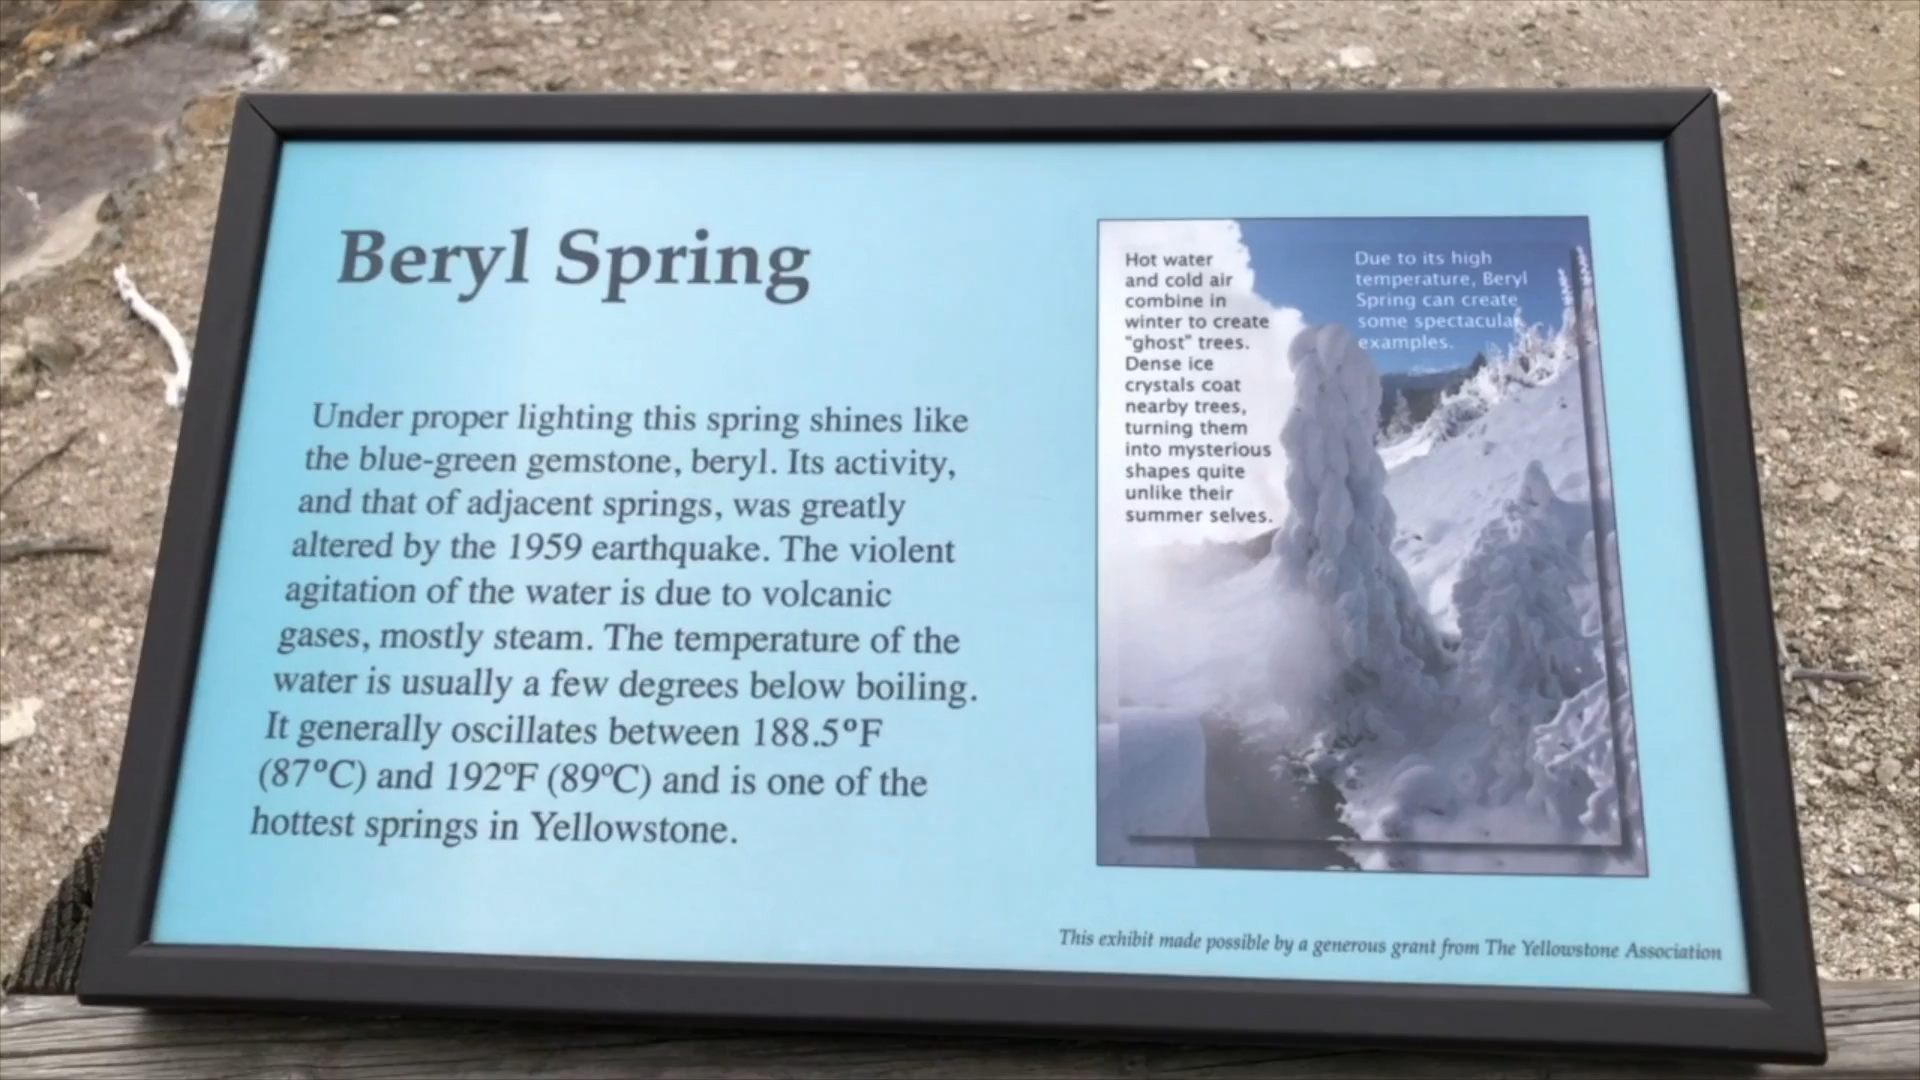 Beryl Spring
Under proper lighting this spring shines like
the blue-green gemstone, beryl. Its activity,
and that of adjacent springs, was greatly
altered by the 1959 earthquake. The violent
agitation of the water is due to volcanic
gases, mostly steam. The temperature of the
water is usually a few degrees below boiling.
It generally oscillates between 188.5ºF
(87ºC) and 192ºF (89ºC) and is one of the
hottest springs in Yellowstone.
Hot water
and cold air
combine in
winter to create
"ghost" trees.
Dense ice
crystals coat
nearby trees,
turning them
into mysterious
shapes quite
unlike their
summer selves.
Due to its high
temperature, Beryl
Spring can create
some spectacular
examples.
This exhibit made possible by a generous grant from The Yellowstone Association